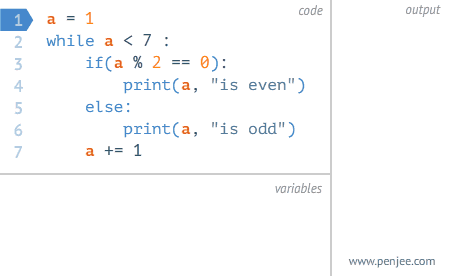 code
output
1 a = 1
2 while a < 7 :
3     if(a % 2 == 0):
4         print(a, "is even")
5     else:
6         print(a, "is odd")
7     a += 1
variables
www.penjee.com